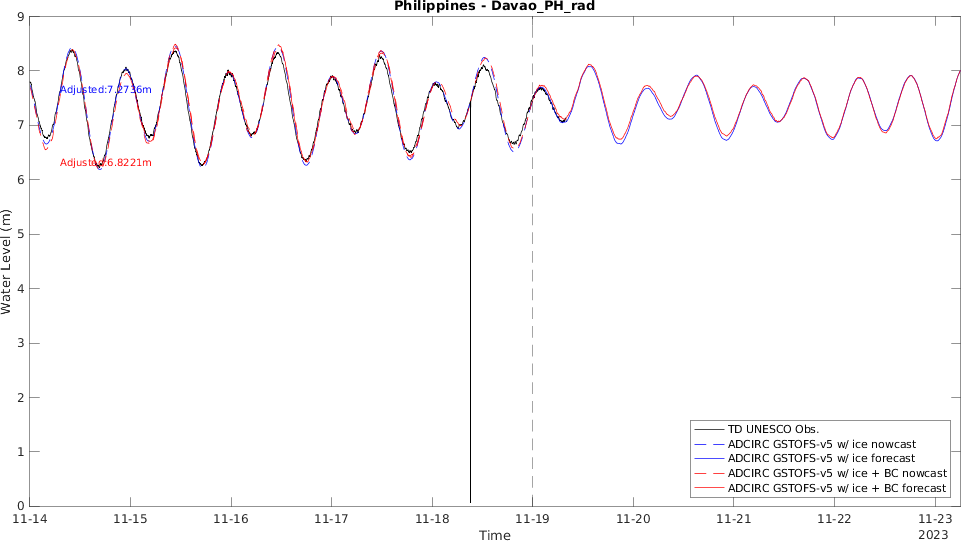 Philippines - Davao_PH_rad
9
8
7
6
5
4
3
2
1
0
Water Level (m)
Adjusted:7.2736m
Adjusted:6.8221m
TD UNESCO Obs.
ADCIRC GSTOFS-v5 w/ ice nowcast
ADCIRC GSTOFS-v5 w/ ice forecast
ADCIRC GSTOFS-v5 w/ ice + BC nowcast
ADCIRC GSTOFS-v5 w/ ice + BC forecast
11-14 11-15 11-16 11-17 11-18 11-19 11-20 11-21 11-22 11-23
Time 2023